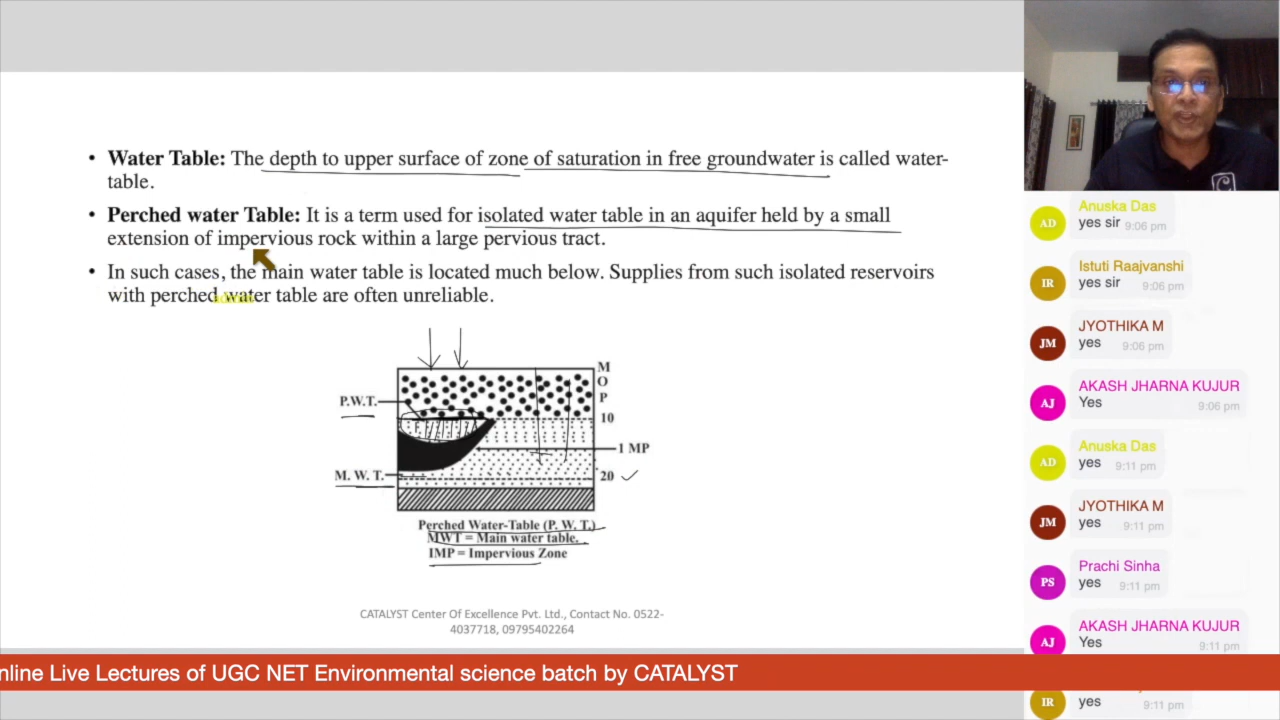 • Water Table: The depth to upper surface of zone of saturation in free groundwater is called water-
table.
• Perched water Table: It is a term used for isolated water table in an aquifer held by a small
extension of impervious rock within a large pervious tract.
• In such cases, the main water table is located much below. Supplies from such isolated reservoirs
with perched water table are often unreliable.
M
O
P
P.W.T.
10
1 MP
M. W. T.
20
Perched Water-Table (P. W. T.)
MWT = Main water table.
IMP = Impervious Zone
CATALYST Center Of Excellence Pvt. Ltd., Contact No. 0522-
4037718, 09795402264
AD
Anuska Das
yes sir 9:06 pm
IR
Istuti Raajvanshi
yes sir 9:06 pm
JM
JYOTHIKA M
yes 9:06 pm
AJ
AKASH JHARNA KUJUR
Yes 9:06 pm
AD
Anuska Das
yes 9:11 pm
JM
JYOTHIKA M
yes 9:11 pm
PS
Prachi Sinha
yes 9:11 pm
AJ
AKASH JHARNA KUJUR
Yes 9:11 pm
IR
yes 9:11 pm
nline Live Lectures of UGC NET Environmental science batch by CATALYST